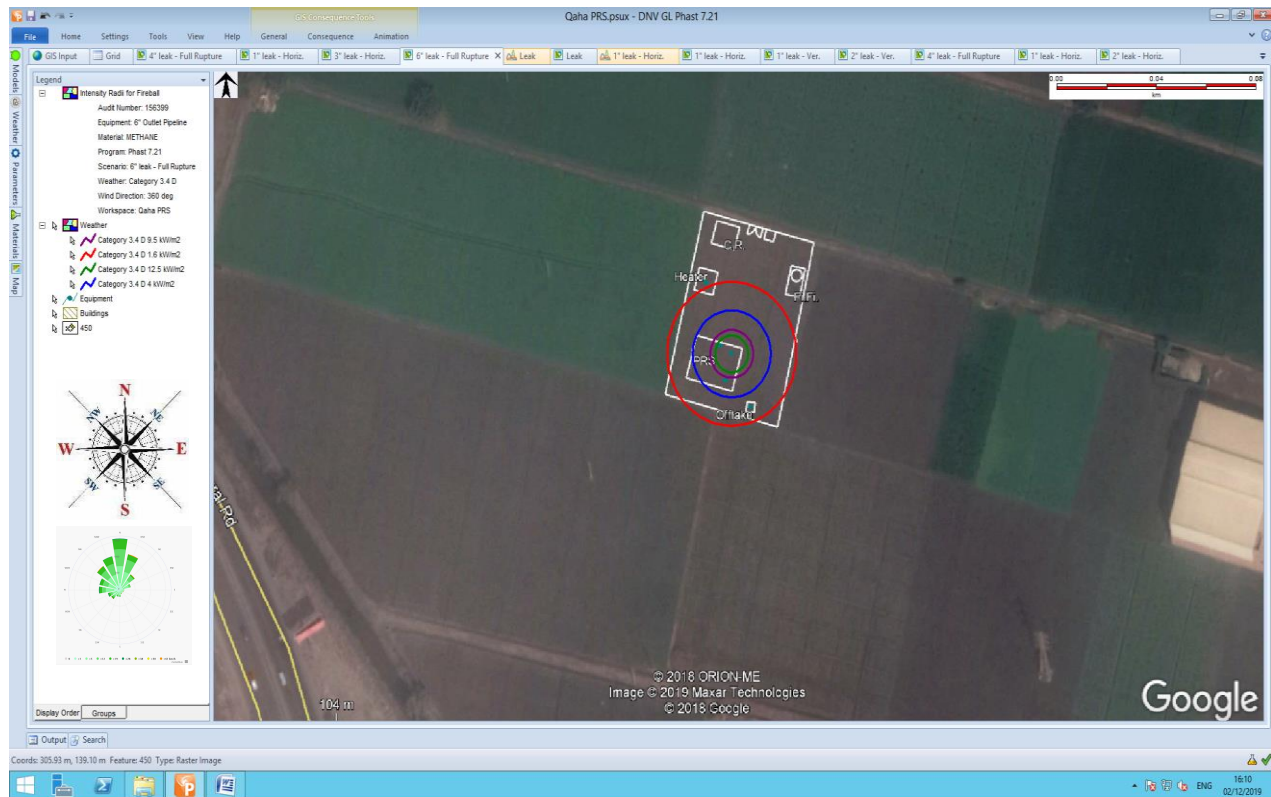 GIS Consequence Tools
Qaha PRS.psux - DNV GL Phast 7.21
File Home Settings Tools View Help General Consequence Animation
GIS Input Grid 4" leak - Full Rupture 1" leak - Horiz. 3" leak - Horiz. 6" leak - Full Rupture X Leak Leak 1" leak - Horiz. 1" leak - Horiz. 1" leak - Ver. 2" leak - Ver. 4" leak - Full Rupture 1" leak - Horiz. 2" leak - Horiz.
Models
Weather
Parameters
Materials
Map
Legend
Intensity Radii for Fireball
Audit Number: 156399
Equipment: 6" Outlet Pipeline
Material: METHANE
Program: Phast 7.21
Scenario: 6" leak - Full Rupture
Weather: Category 3.4 D
Wind Direction: 360 deg
Workspace: Qaha PRS
Weather
Category 3.4 D 9.5 kW/m2
Category 3.4 D 1.6 kW/m2
Category 3.4 D 12.5 kW/m2
Category 3.4 D 4 kW/m2
Equipment
Buildings
450
N
NW NE
W E
SW SE
S
Display Order Groups
0.00 0.04 0.08
km
C.R.
Heater
F.Fi.
PRS
Offtake
ral Rd
104 m
© 2018 ORION-ME
Image © 2019 Maxar Technologies
© 2018 Google
Google
Output Search
Coords: 305.93 m, 139.10 m Feature: 450 Type: Raster Image
ENG
16:10
02/12/2019